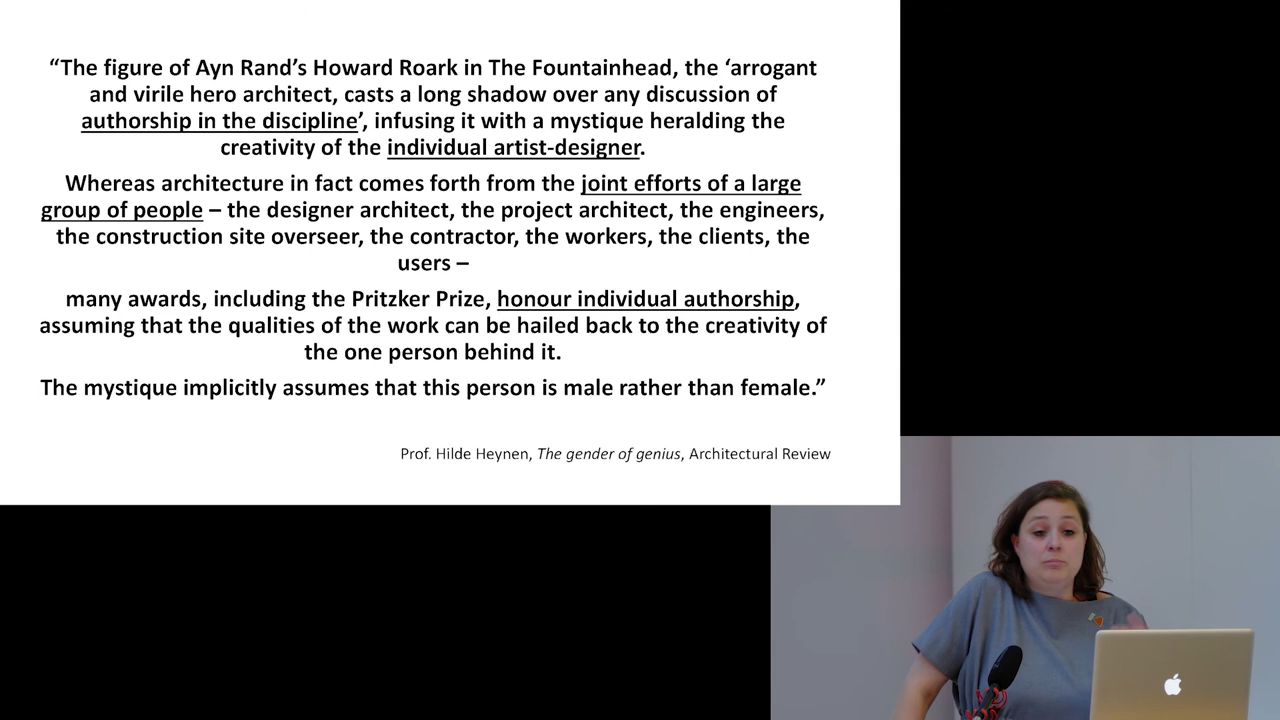 “The figure of Ayn Rand’s Howard Roark in The Fountainhead, the ‘arrogant
and virile hero architect, casts a long shadow over any discussion of
authorship in the discipline’, infusing it with a mystique heralding the
creativity of the individual artist-designer.
Whereas architecture in fact comes forth from the joint efforts of a large
group of people – the designer architect, the project architect, the engineers,
the construction site overseer, the contractor, the workers, the clients, the
users –
many awards, including the Pritzker Prize, honour individual authorship,
assuming that the qualities of the work can be hailed back to the creativity of
the one person behind it.
The mystique implicitly assumes that this person is male rather than female.”
Prof. Hilde Heynen, The gender of genius, Architectural Review